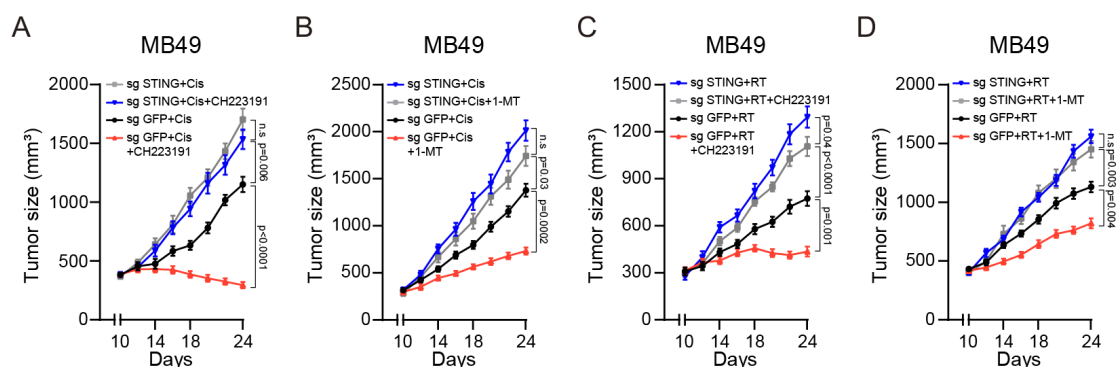 A
MB49
Tumor size (mm³)
2000
1500
1000
500
0
sg STING+Cis
sg STING+Cis+CH223191
sg GFP+Cis
sg GFP+Cis
+CH223191
n.s
p=0.006
p<0.00001
10 14 18 24
Days
B
MB49
Tumor size (mm³)
2500
2000
1500
1000
500
0
sg STING+Cis
sg STING+Cis+1-MT
sg GFP+Cis
sg GFP+Cis
+1-MT
n.s
p=0.03
p=0.00002
10 14 18 24
Days
C
MB49
Tumor size (mm³)
1500
1200
900
600
300
0
sg STING+RT
sg STING+RT+CH223191
sg GFP+RT
sg GFP+RT
+CH223191
p=0.04
p<0.0001
p=0.001
10 14 18 24
Days
D
MB49
Tumor size (mm³)
2000
1500
1000
500
0
sg STING+RT
sg STING+RT+1-MT
sg GFP+RT
sg GFP+RT+1-MT
n.s
p=0.003
p=0.004
10 14 18 24
Days